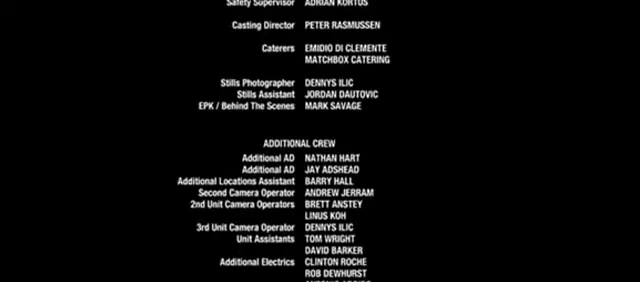 Safety Supervisor ADRIAN KORTUS
Casting Director PETER RASMUSSEN
Caterers EMIDIO DI CLEMENTE
MATCHBOX CATERING
Stills Photographer DENNYS ILIC
Stills Assistant JORDAN DAUTOVIC
EPK / Behind The Scenes MARK SAVAGE
ADDITIONAL CREW
Additional AD NATHAN HART
Additional AD JAY ADSHEAD
Additional Locations Assistant BARRY HALL
Second Camera Operator ANDREW JERRAM
2nd Unit Camera Operators BRETT ANSTEY
LINUS KOH
3rd Unit Camera Operator DENNYS ILIC
Unit Assistants TOM WRIGHT
DAVID BARKER
Additional Electrics CLINTON ROCHE
ROB DEWHURST